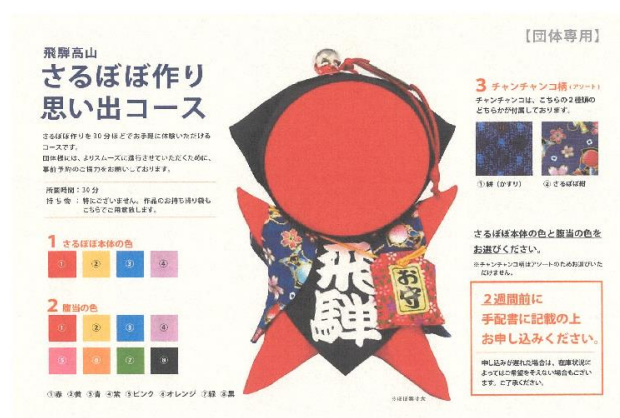 【団体専用】
飛騨高山
さるぼぼ作り
思い出コース
さるぼぼ作りを30分ほどでお手軽に体験いただける
コースです。
団体様には、よりスムーズに進行させていただくために、
事前予約のご協力をお願いしております。
所要時間：30分
持ち物：特にございません。作品のお持ち帰り袋も
こちらでご用意致します。
1 さるぼぼ本体の色
① ② ③ ④
2 腹当の色
① ② ③ ④
⑤ ⑥ ⑦ ⑧
①赤 ②黄 ③青 ④紫 ⑤ピンク ⑥オレンジ ⑦緑 ⑧黒
飛騨
お守
※ほぼ実寸大
3 チャンチャンコ柄（アソート）
チャンチャンコは、こちらの2種類の
どちらかが付属しております。
①絣（かすり） ②さるぼぼ柄
さるぼぼ本体の色と腹当の色を
お選びください。
※チャンチャンコ柄はアソートのためお選びいた
だけません。
2週間前に
手配書に記載の上
お申し込みください。
申し込みが遅れた場合は、在庫状況に
よってはご希望をそえない場合もござい
ます。ご了承ください。